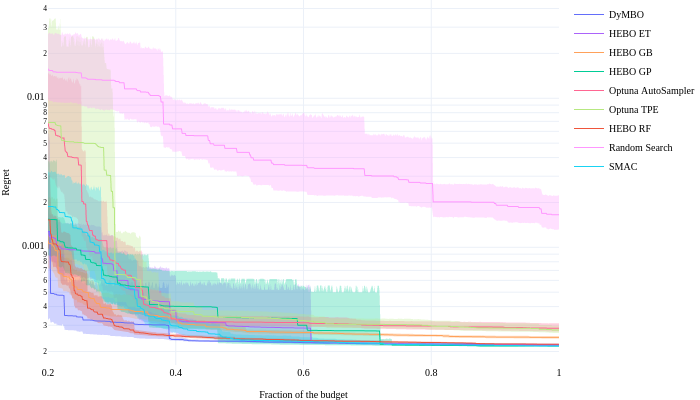 4
3
2
0.01
9
8
7
6
5
4
3
2
0.001
9
8
7
6
5
4
3
2
0.2
0.4
0.6
0.8
1
Fraction of the budget
Regret
DyMBO
HEBO ET
HEBO GB
HEBO GP
Optuna AutoSampler
Optuna TPE
HEBO RF
Random Search
SMAC